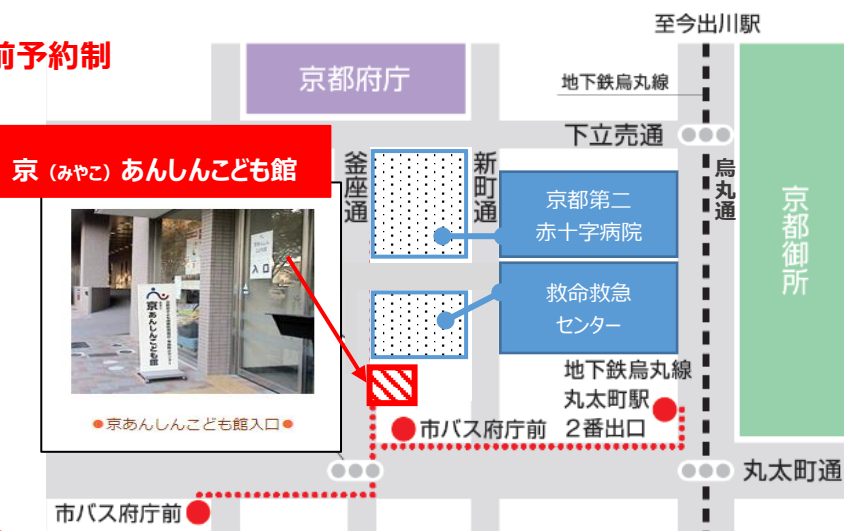 至今出川駅
前予約制
京都府庁
地下鉄烏丸線
下立売通
京（みやこ）あんしんこども館
釜座通
新町通
烏丸通
京都第二
赤十字病院
京都御所
入口
京あんしんこども館
救命救急
センター
地下鉄烏丸線
丸太町駅
2番出口
●京あんしんこども館入口●
市バス府庁前
丸太町通
市バス府庁前